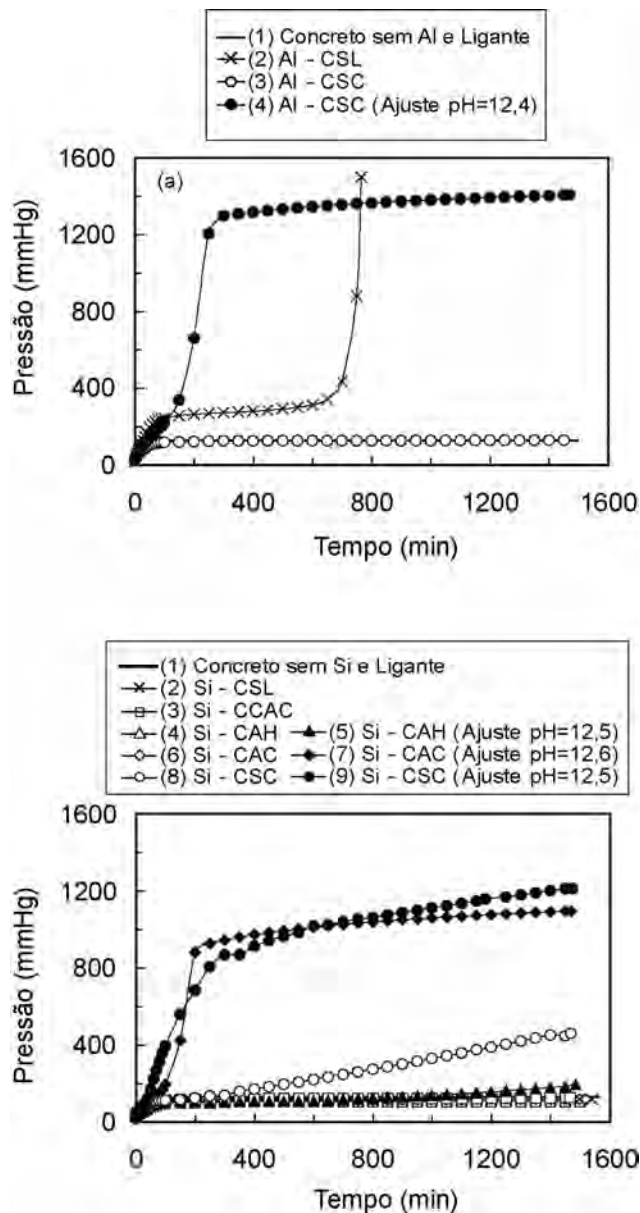 (1) Concreto sem Al e Ligante
(2) Al - CSL
(3) Al - CSC
(4) Al - CSC (Ajuste pH=12,4)
1600
(a)
1200
800
400
0
Pressão (mmHg)
0 400 800 1200 1600
Tempo (min)
(1) Concreto sem Si e Ligante
(2) Si - CSL
(3) Si - CCAC
(4) Si - CAH (5) Si - CAH (Ajuste pH=12,5)
(6) Si - CAC (7) Si - CAC (Ajuste pH=12,6)
(8) Si - CSC (9) Si - CSC (Ajuste pH=12,5)
1600
1200
800
400
0
Pressão (mmHg)
0 400 800 1200 1600
Tempo (min)